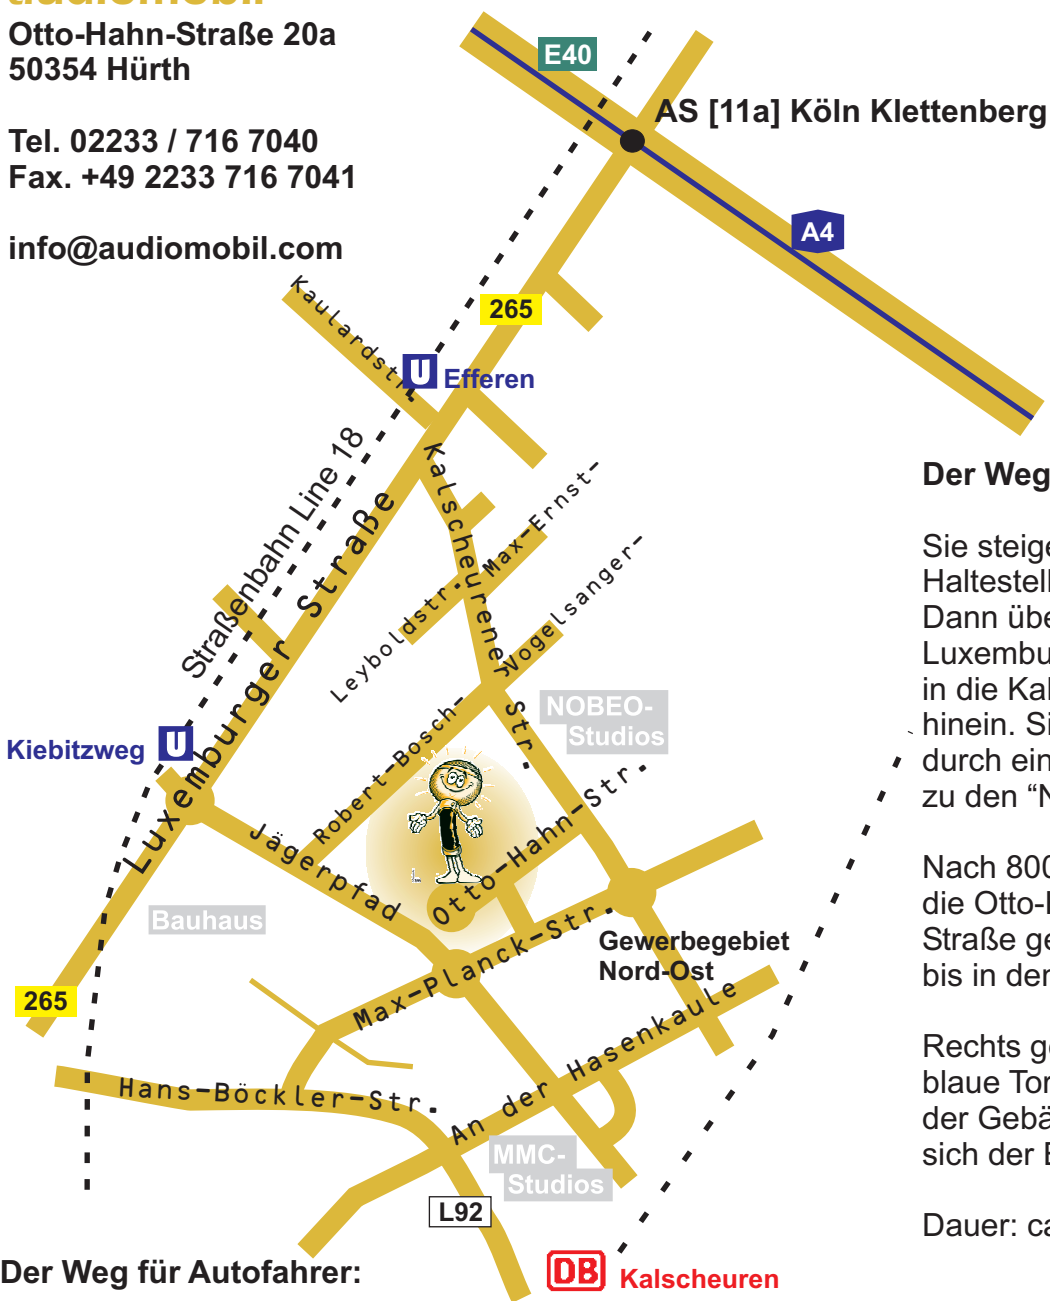 audiomobil
Otto-Hahn-Straße 20a
50354 Hürth
Tel. 02233 / 716 7040
Fax. +49 2233 716 7041
info@audiomobil.com
E40
AS [11a] Köln Klettenberg
A4
265
Kaulardstr.
U Efferen
Straßenbahn Line 18
Luxemburger Straße
Kalscheurener Str.
Max-Ernst-
Leyboldstr.
Vogelsanger-
Robert-Bosch-
NOBEO-
Studios
Kiebitzweg U
Jägerpfad
Otto-Hahn-Str.
Bauhaus
Max-Planck-Str.
Gewerbegebiet
Nord-Ost
265
Hans-Böckler-Str.
An der Hasenkaule
MMC-
Studios
L92
DB Kalscheuren
Der Weg für Autofahrer:
Der Weg
Sie steige
Haltestell
Dann übe
Luxembu
in die Kal
hinein. Si
durch ein
zu den “N
Nach 800
die Otto-H
Straße ge
bis in der
Rechts ge
blaue Tor
der Gebä
sich der E
Dauer: ca